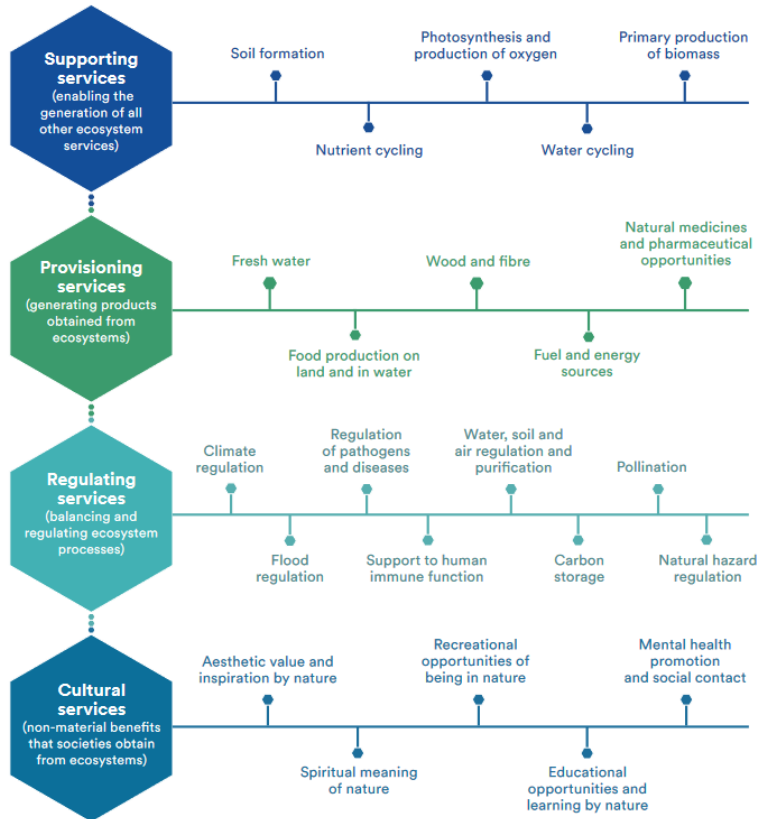 Supporting
services
(enabling the
generation of all
other ecosystem
services)
Soil formation
Photosynthesis and
production of oxygen
Primary production
of biomass
Nutrient cycling
Water cycling
Provisioning
services
(generating products
obtained from
ecosystems)
Fresh water
Wood and fibre
Natural medicines
and pharmaceutical
opportunities
Food production on
land and in water
Fuel and energy
sources
Regulating
services
(balancing and
regulating ecosystem
processes)
Climate
regulation
Regulation
of pathogens
and diseases
Water, soil and
air regulation and
purification
Pollination
Flood
regulation
Support to human
immune function
Carbon
storage
Natural hazard
regulation
Cultural
services
(non-material benefits
that societies obtain
from ecosystems)
Aesthetic value and
inspiration by nature
Recreational
opportunities of
being in nature
Mental health
promotion
and social contact
Spiritual meaning
of nature
Educational
opportunities and
learning by nature